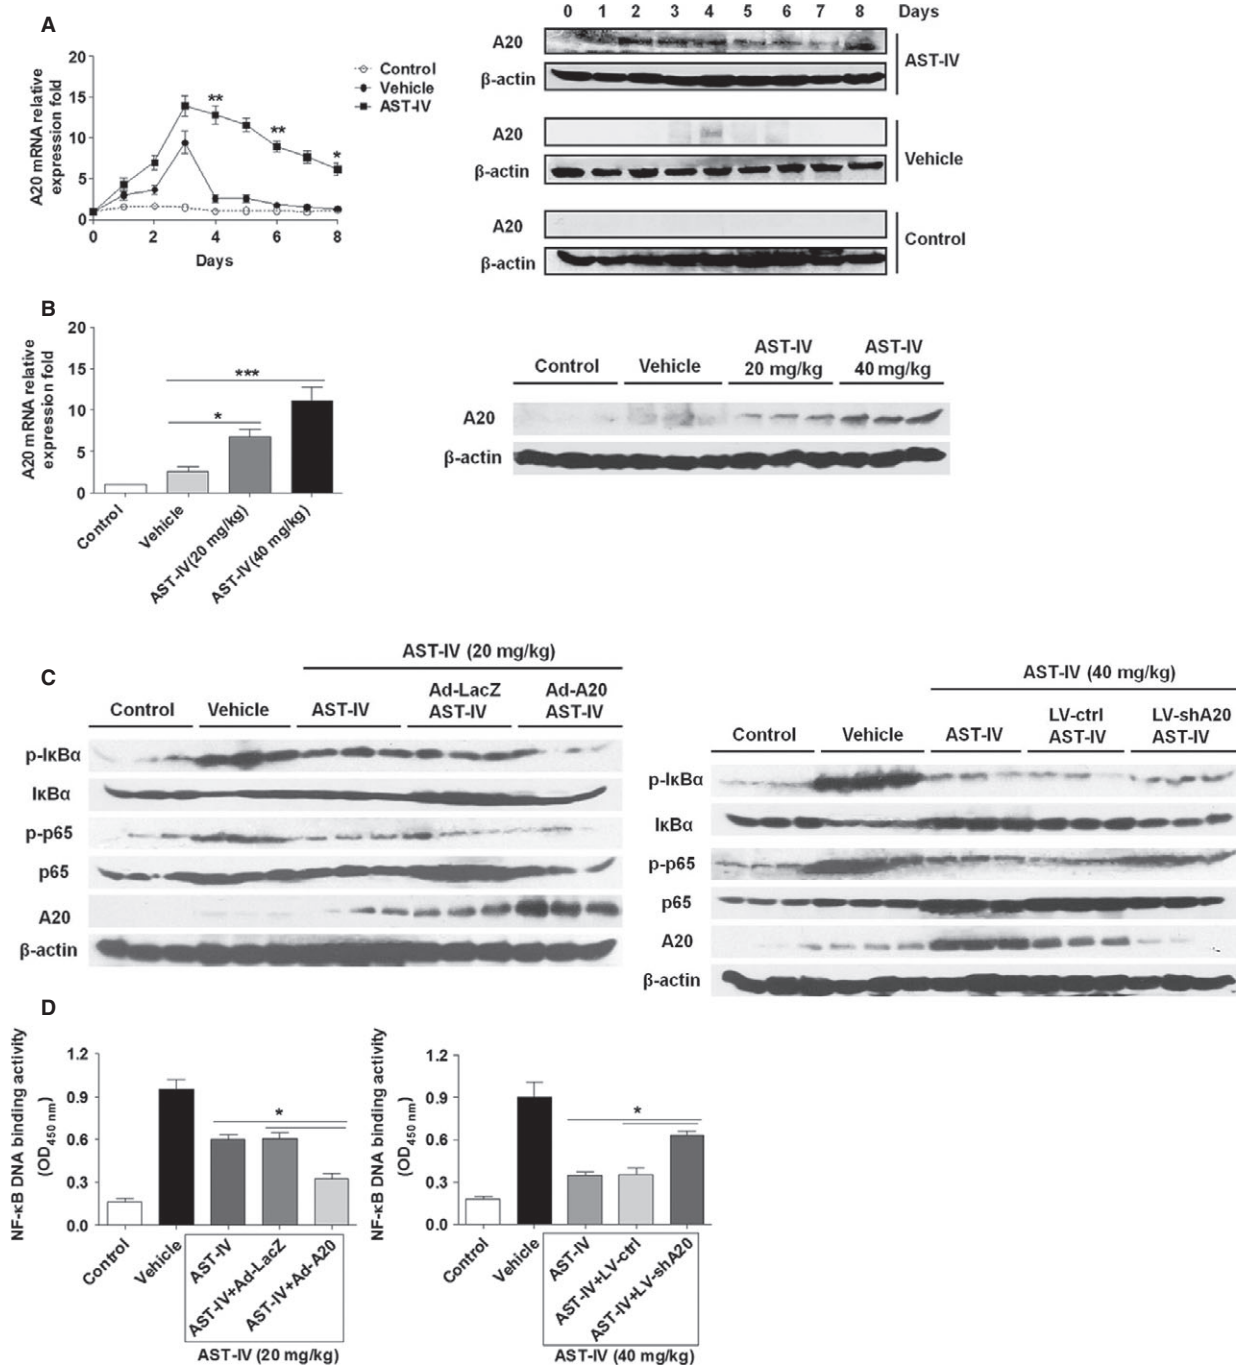 A
A20 mRNA relative
expression fold
20
15
10
5
0
0 2 4 6 8
Days
Control
Vehicle
AST-IV
**
**
*
0 1 2 3 4 5 6 7 8 Days
A20
β-actin
AST-IV
A20
β-actin
Vehicle
A20
β-actin
Control
B
A20 mRNA relative
expression fold
20
15
10
5
0
***
*
Control
Vehicle
AST-IV(20 mg/kg)
AST-IV(40 mg/kg)
Control
Vehicle
AST-IV
20 mg/kg
AST-IV
40 mg/kg
A20
β-actin
C
AST-IV (20 mg/kg)
Control
Vehicle
AST-IV
Ad-LacZ
AST-IV
Ad-A20
AST-IV
p-IκBα
IκBα
p-p65
p65
A20
β-actin
AST-IV (40 mg/kg)
Control
Vehicle
AST-IV
LV-ctrl
AST-IV
LV-shA20
AST-IV
p-IκBα
IκBα
p-p65
p65
A20
β-actin
D
NF-κB DNA binding activity
(OD450 nm)
1.2
0.9
0.6
0.3
0.0
*
Control
Vehicle
AST-IV
AST-IV+Ad-LacZ
AST-IV+Ad-A20
AST-IV (20 mg/kg)
NF-κB DNA binding activity
(OD450 nm)
1.2
0.9
0.6
0.3
0.0
*
Control
Vehicle
AST-IV
AST-IV+LV-ctrl
AST-IV+LV-shA20
AST-IV (40 mg/kg)